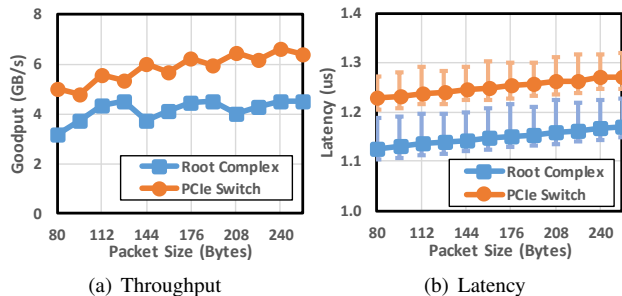 8
6
4
2
0
Goodput (GB/s)
Root Complex
PCIe Switch
80 112 144 176 208 240
Packet Size (Bytes)
(a) Throughput
1.4
1.3
1.2
1.1
1.0
Latency (us)
Root Complex
PCIe Switch
80 112 144 176 208 240
Packet Size (Bytes)
(b) Latency